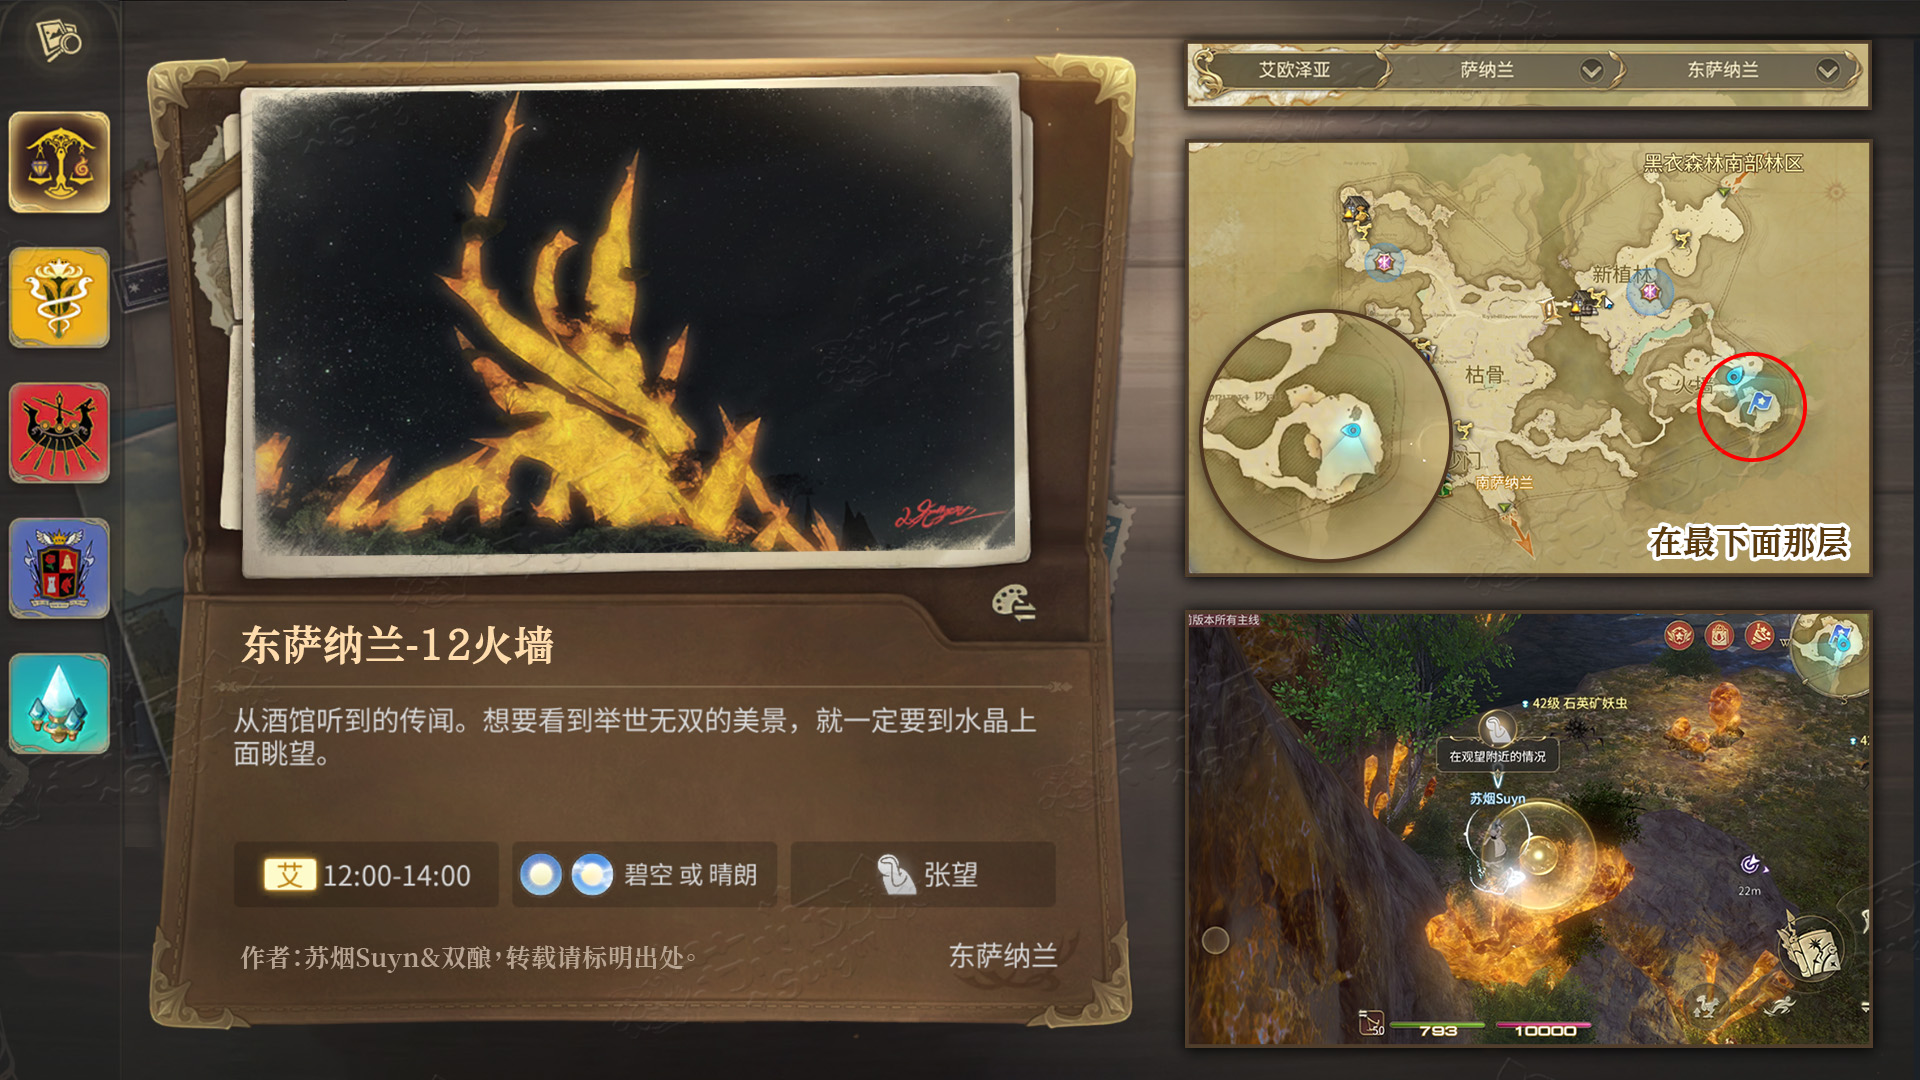 艾欧泽亚
萨纳兰
东萨纳兰
黑衣森林南部林区
新植林
火墙
枯骨
南萨纳兰
在最下面那层
东萨纳兰-12火墙
从酒馆听到的传闻。想要看到举世无双的美景，就一定要到水晶上
面眺望。
艾 12:00-14:00
碧空 或 晴朗
张望
作者：苏烟Suyn&双酿，转载请标明出处。
东萨纳兰
版本所有主线
42级 石英矿妖虫
在观望附近的情况
苏烟Suyn
22m
50
793
10000